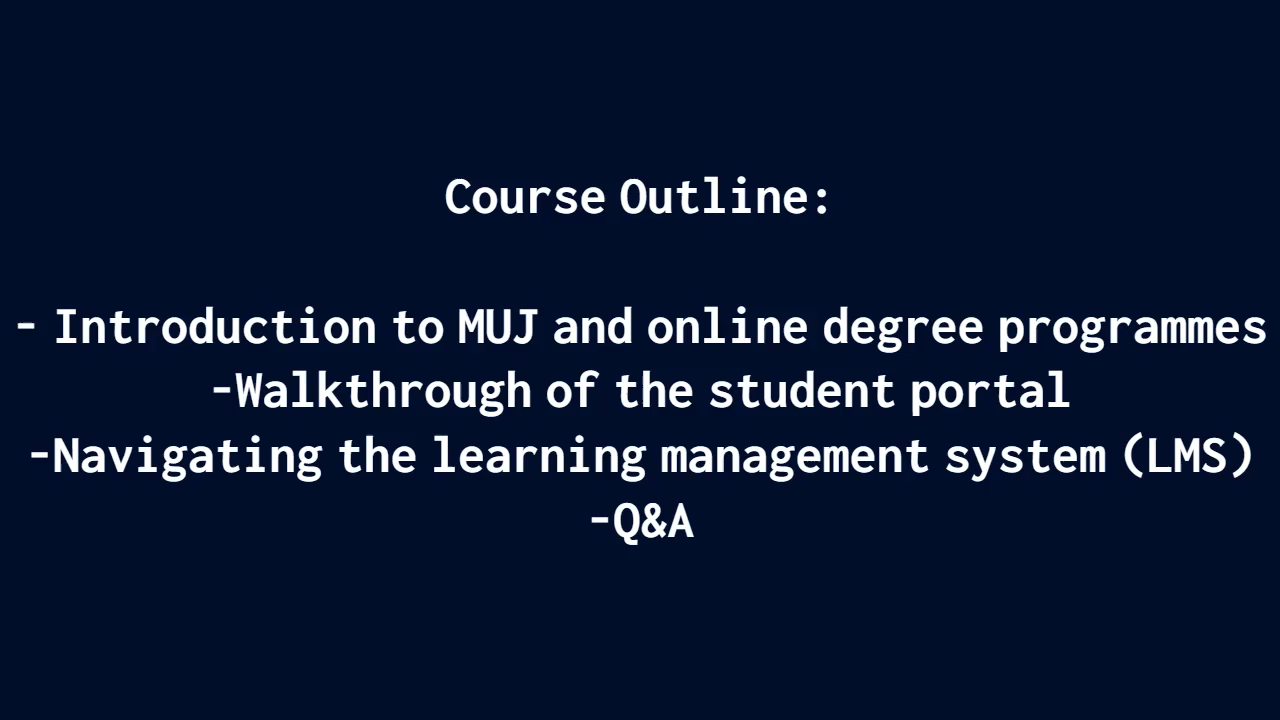 Course Outline:
- Introduction to MUJ and online degree programmes
-Walkthrough of the student portal
-Navigating the learning management system (LMS)
-Q&A